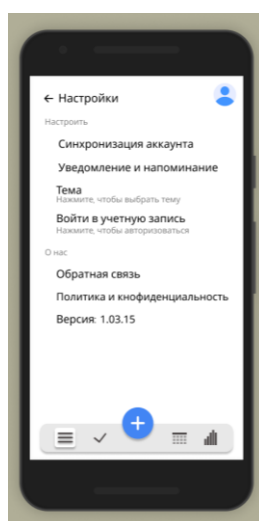 ← Настройки
Настроить
Синхронизация аккаунта
Уведомление и напоминание
Тема
Нажмите, чтобы выбрать тему
Войти в учетную запись
Нажмите, чтобы авторизоваться
О нас
Обратная связь
Политика и кнофиденциальность
Версия: 1.03.15